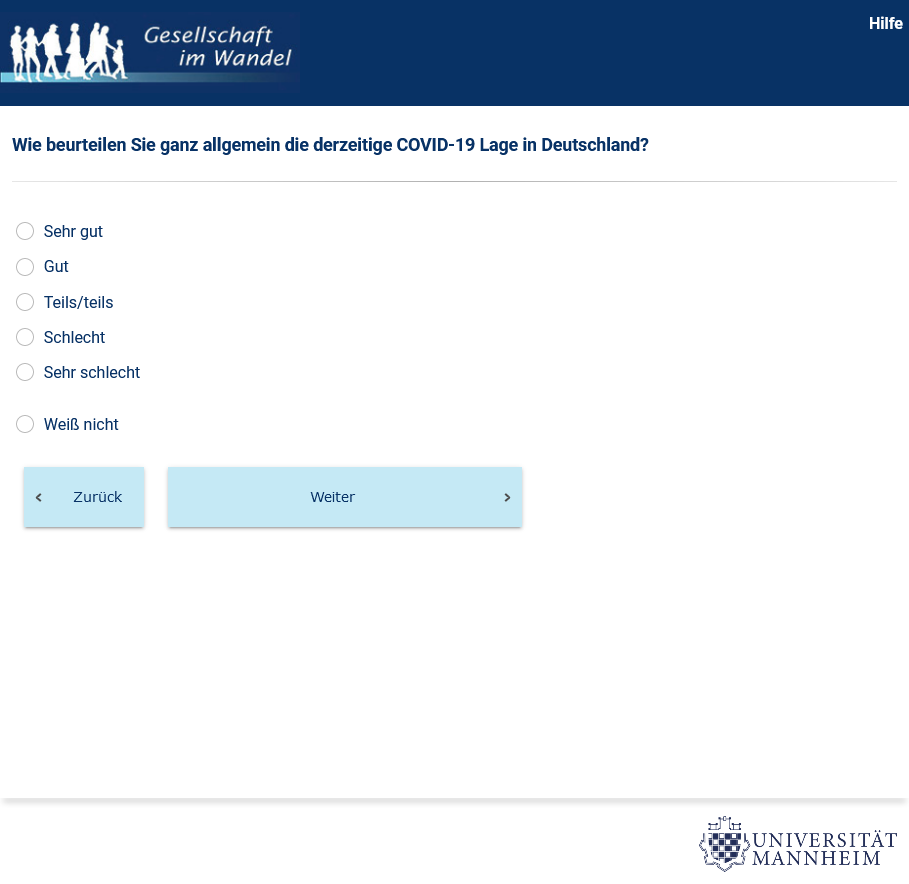 Gesellschaft
im Wandel
Hilfe
Wie beurteilen Sie ganz allgemein die derzeitige COVID-19 Lage in Deutschland?
Sehr gut
Gut
Teils/teils
Schlecht
Sehr schlecht
Weiß nicht
Zurück
Weiter
UNIVERSITÄT
MANNHEIM